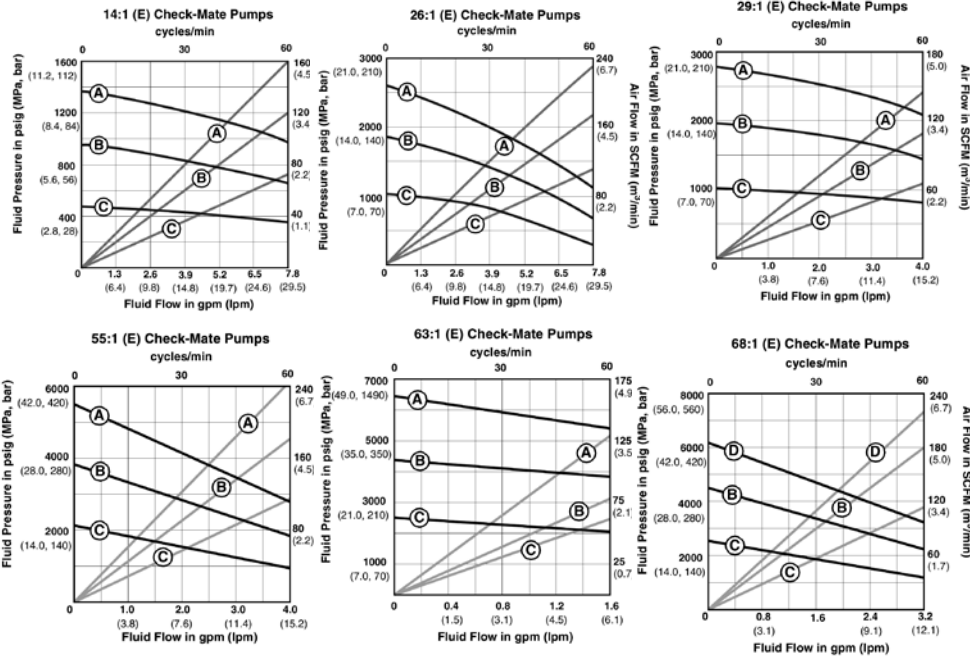 14:1 (E) Check-Mate Pumps
cycles/min
0 30 60
Fluid Pressure in psig (MPa, bar)
1600
(11.2, 112)
1200
(8.4, 84)
800
(5.6, 56)
400
(2.8, 28)
A
B
C
A
B
C
160
(4.5
120
(3.4
80
(2.2)
40
(1.1)
1.3 2.6 3.9 5.2 6.5 7.8
(6.4) (9.8) (14.8) (19.7) (24.6) (29.5)
Fluid Flow in gpm (lpm)
26:1 (E) Check-Mate Pumps
cycles/min
0 30 60
Fluid Pressure in psig (MPa, bar)
3000
(21.0, 210)
2000
(14.0, 140)
1000
(7.0, 70)
A
B
C
A
B
C
240
(6.7)
160
(4.5)
80
(2.2)
Air Flow in SCFM (m³/min)
0 1.3 2.6 3.9 5.2 6.5 7.8
(6.4) (9.8) (14.8) (19.7) (24.6) (29.5)
Fluid Flow in gpm (lpm)
29:1 (E) Check-Mate Pumps
cycles/min
0 30 60
Fluid Pressure in psig (MPa, bar)
3000
(21.0, 210)
2000
(14.0, 140)
1000
(7.0, 70)
A
B
C
A
B
C
180
(5.0)
120
(3.4)
60
(2.2)
Air Flow in SCFM (m³/min)
0 1.0 2.0 3.0 4.0
(3.8) (7.6) (11.4) (15.2)
Fluid Flow in gpm (lpm)
55:1 (E) Check-Mate Pumps
cycles/min
0 30 60
Fluid Pressure in psig (MPa, bar)
6000
(42.0, 420)
4000
(28.0, 280)
2000
(14.0, 140)
A
B
C
A
B
C
240
(6.7
160
(4.5)
80
(2.2)
0 1.0 2.0 3.0 4.0
(3.8) (7.6) (11.4) (15.2)
Fluid Flow in gpm (lpm)
63:1 (E) Check-Mate Pumps
cycles/min
0 30 60
Fluid Pressure in psig (MPa, bar)
7000
(49.0, 1490)
5000
(35.0, 350)
3000
(21.0, 210)
1000
(7.0, 70)
A
B
C
A
B
C
175
(4.9
125
(3.5
75
(2.1)
25
(0.7
0 0.4 0.8 1.2 1.6
(1.5) (3.1) (4.5) (6.1)
Fluid Flow in gpm (lpm)
68:1 (E) Check-Mate Pumps
cycles/min
0 30 60
Fluid Pressure in psig (MPa, bar)
8000
(56.0, 560)
6000
(42.0, 420)
4000
(28.0, 280)
2000
(14.0, 140)
D
B
C
D
B
C
240
(6.7)
180
(5.0)
120
(3.4)
60
(1.7)
Air Flow in SCFM (m³/min)
0 0.8 1.6 2.4 3.2
(3.1) (9.1) (12.1)
Fluid Flow in gpm (lpm)